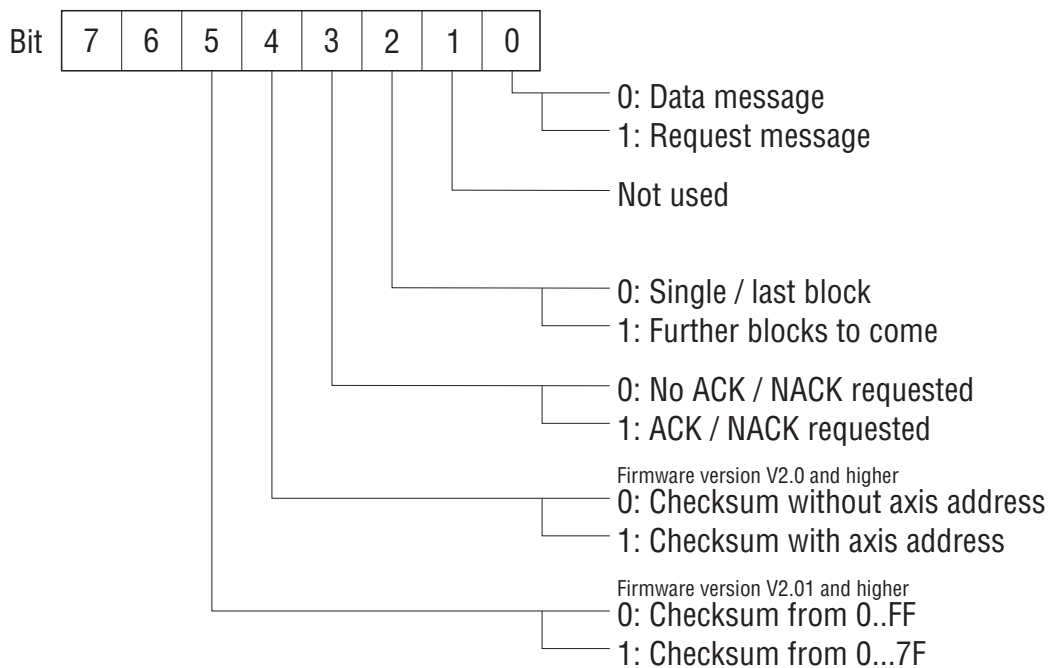 Bit 7 6 5 4 3 2 1 0
0: Data message
1: Request message
Not used
0: Single / last block
1: Further blocks to come
0: No ACK / NACK requested
1: ACK / NACK requested
Firmware version V2.0 and higher
0: Checksum without axis address
1: Checksum with axis address
Firmware version V2.01 and higher
0: Checksum from 0..FF
1: Checksum from 0...7F